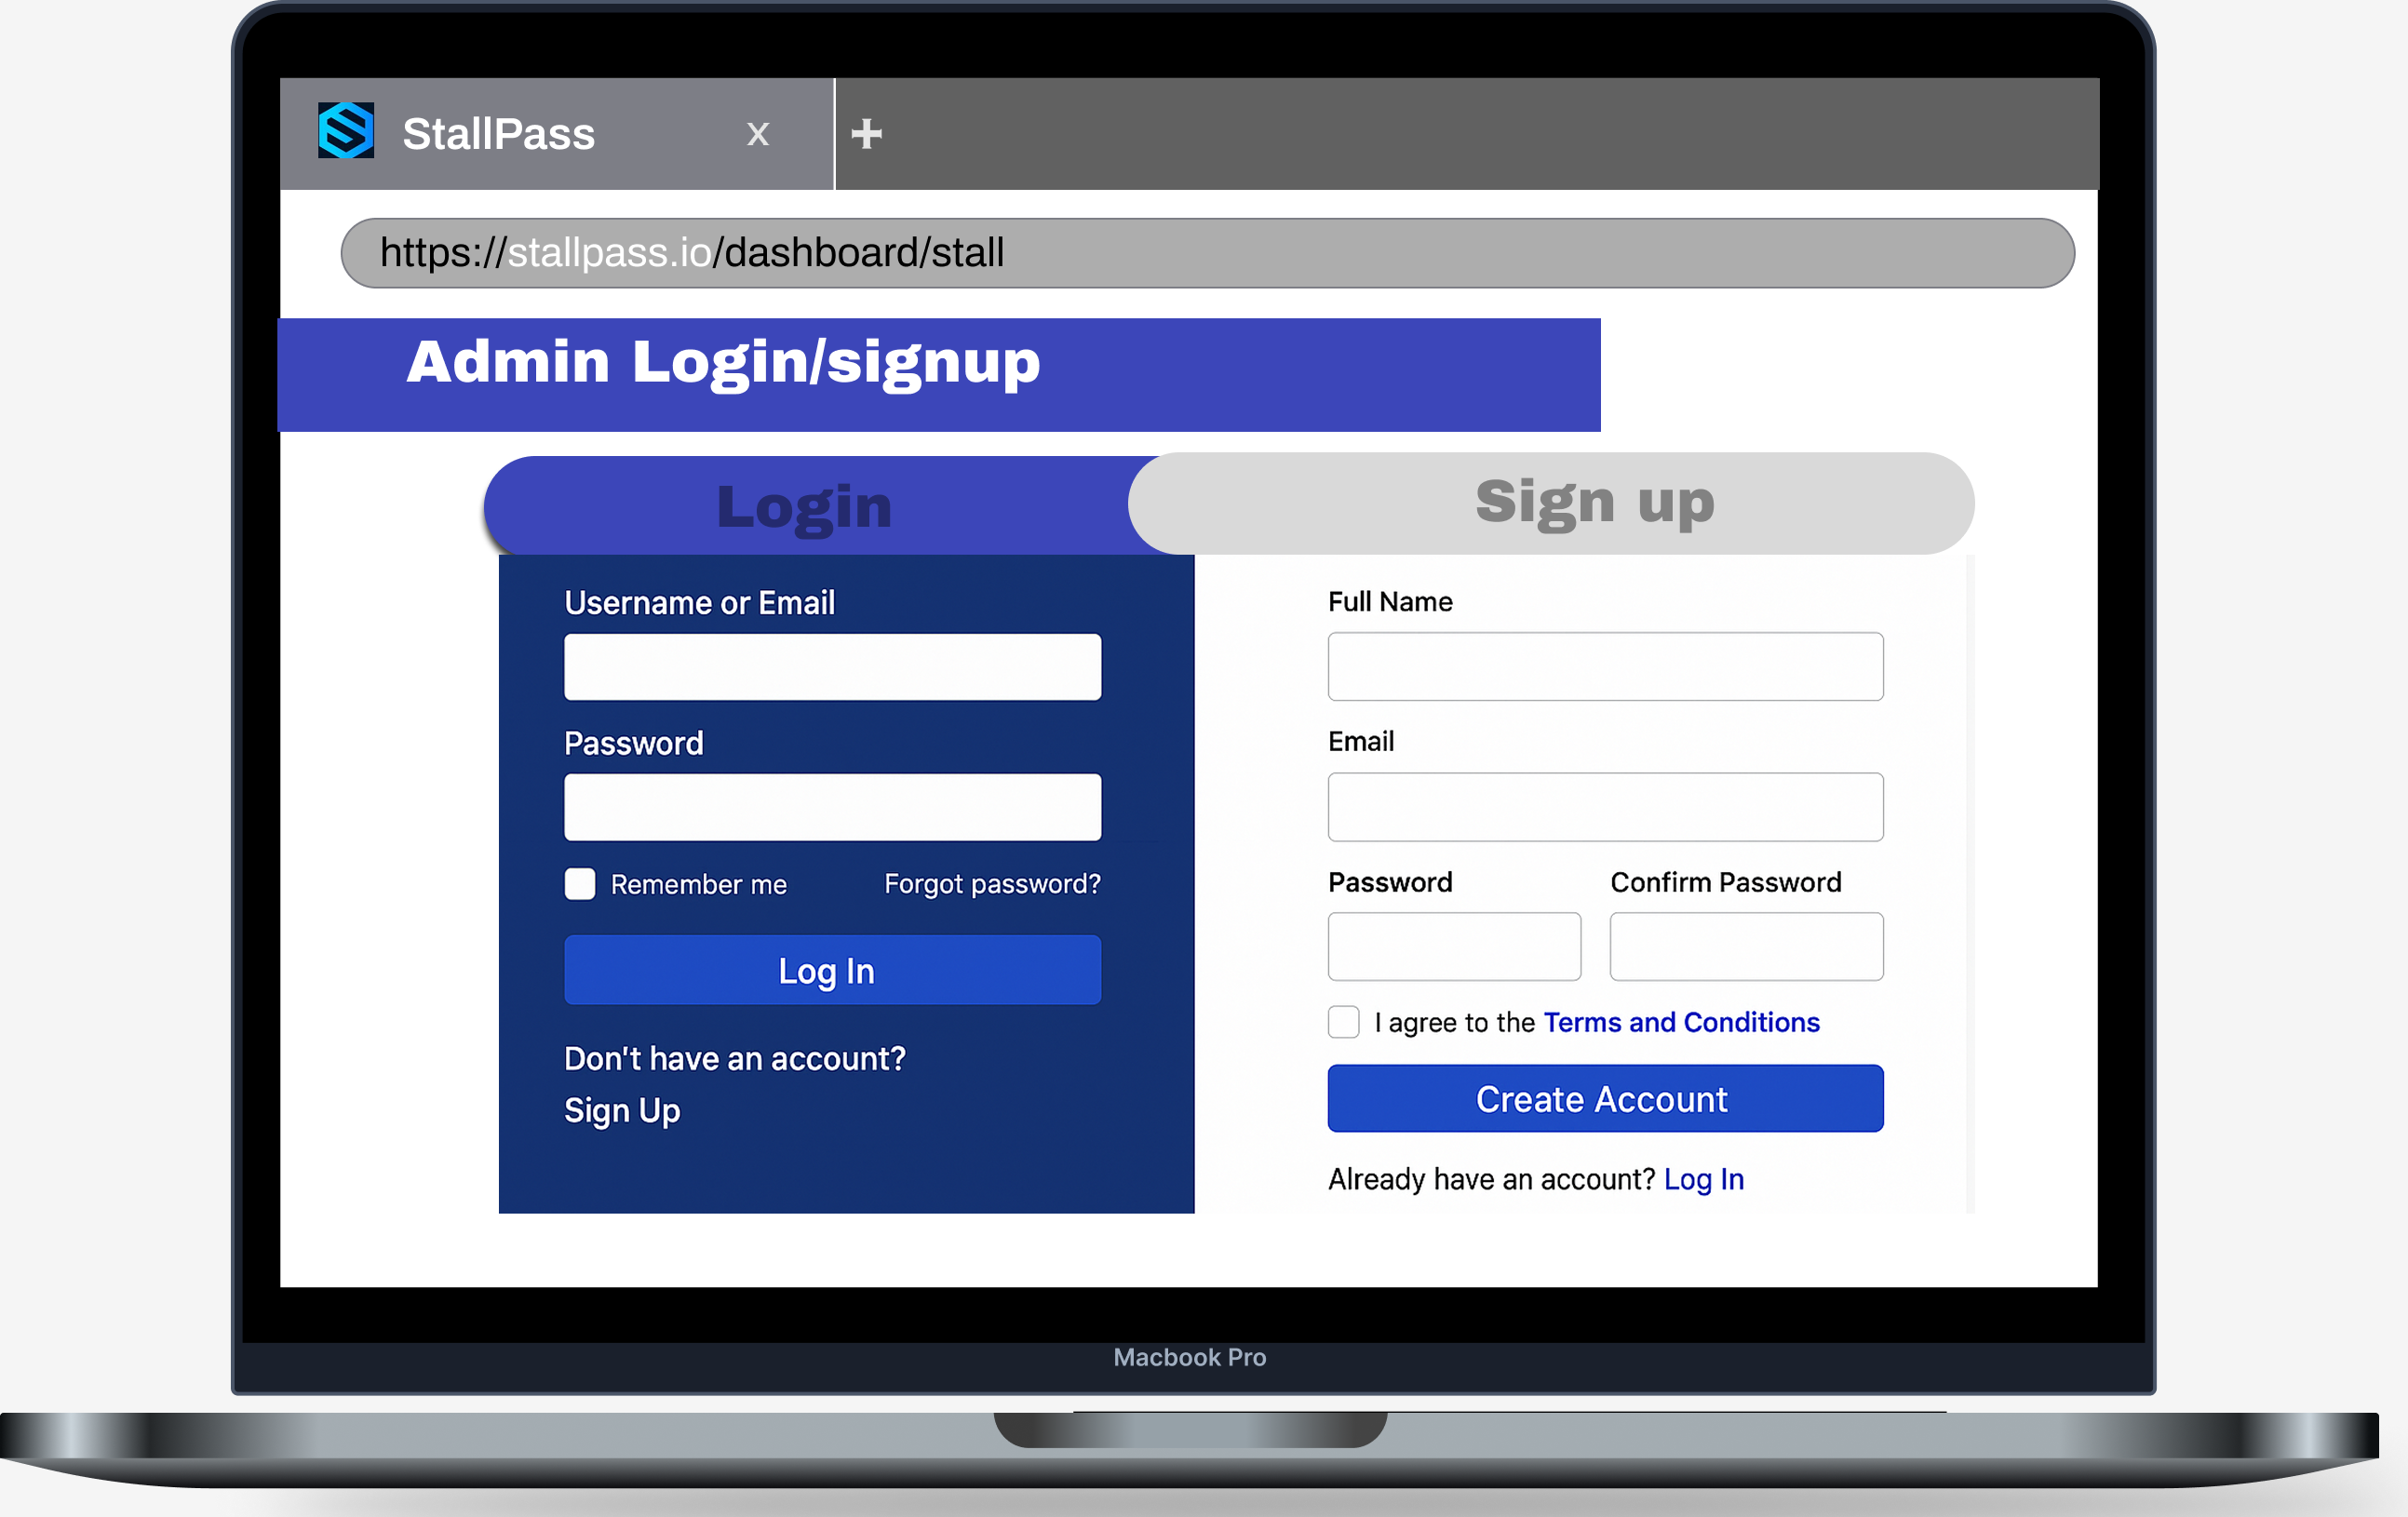 StallPass x +
https://stallpass.io/dashboard/stall
Admin Login/signup
Login
Username or Email
Password
Remember me Forgot password?
Log In
Don't have an account?
Sign Up
Sign up
Full Name
Email
Password Confirm Password
I agree to the Terms and Conditions
Create Account
Already have an account? Log In
Macbook Pro